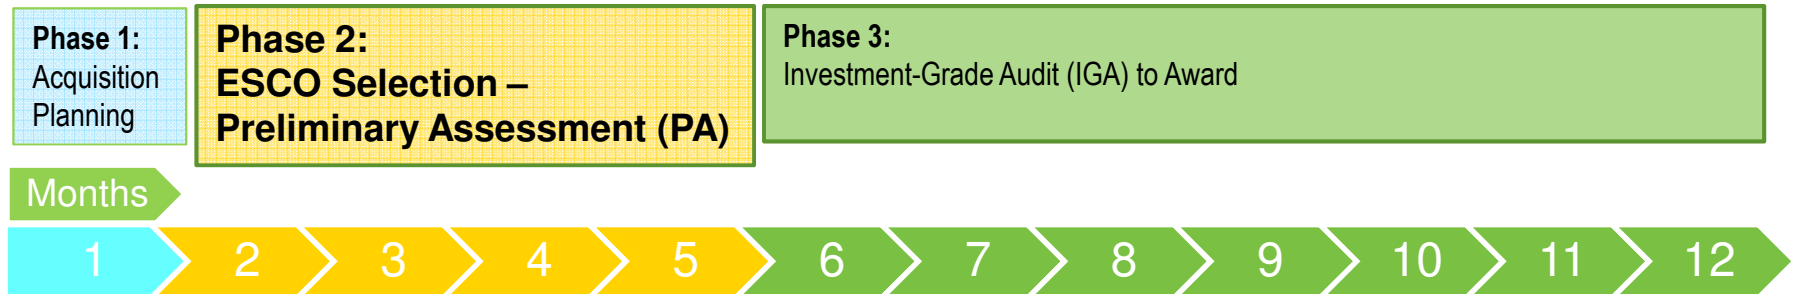 Phase 1:
Acquisition
Planning
Phase 2:
ESCO Selection –
Preliminary Assessment (PA)
Phase 3:
Investment-Grade Audit (IGA) to Award
Months
1 2 3 4 5 6 7 8 9 10 11 12